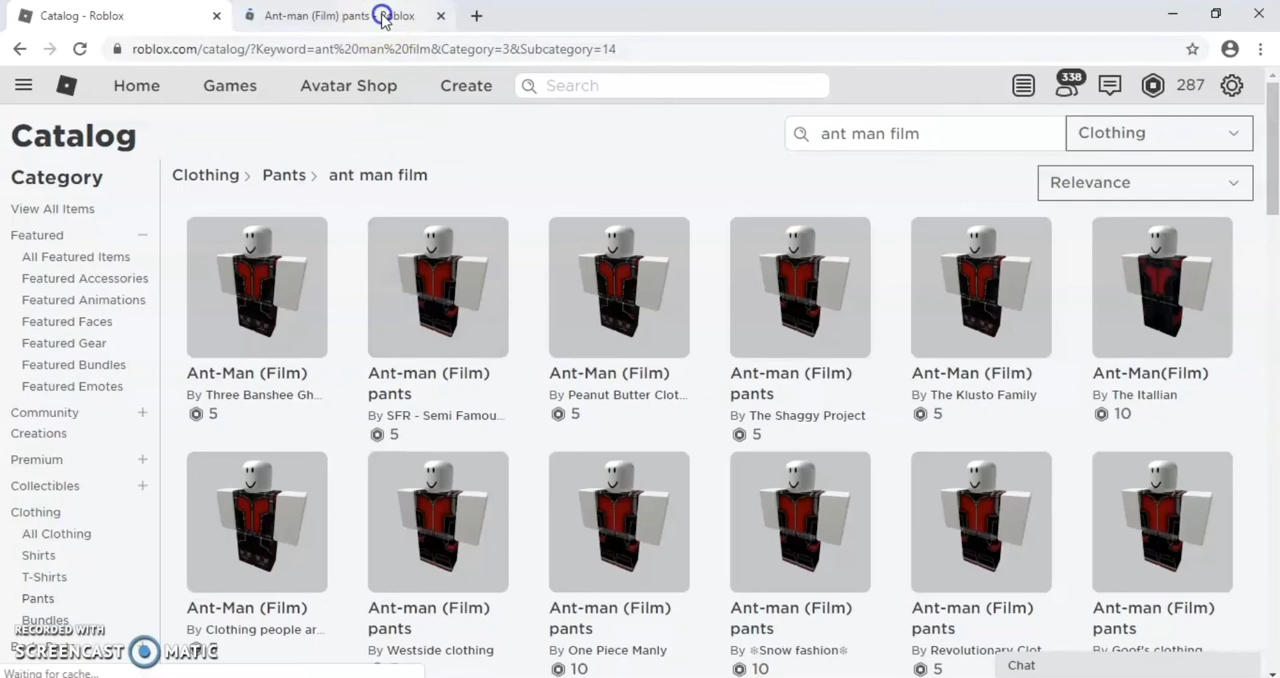 Catalog - Roblox
Ant-man (Film) pants - Roblox
roblox.com/catalog/?Keyword=ant%20man%20film&Category=3&Subcategory=14
Home Games Avatar Shop Create Search 338 287
Catalog
ant man film Clothing
Category
Clothing > Pants > ant man film
Relevance
View All Items
Featured
All Featured Items
Featured Accessories
Featured Animations
Featured Faces
Featured Gear
Featured Bundles
Featured Emotes
Community
Creations
Premium
Collectibles
Clothing
All Clothing
Shirts
T-Shirts
Pants
Bundles
Ant-Man (Film)
By Three Banshee Gh...
5
Ant-man (Film)
pants
By SFR - Semi Famou...
5
Ant-Man (Film)
By Peanut Butter Clot...
5
Ant-man (Film)
pants
By The Shaggy Project
5
Ant-Man (Film)
By The Klusto Family
5
Ant-Man(Film)
By The Itallian
10
Ant-Man (Film)
By Clothing people ar...
Ant-man (Film)
pants
By Westside clothing
Ant-man (Film)
pants
By One Piece Manly
10
Ant-man (Film)
pants
By ❄Snow fashion❄
10
Ant-man (Film)
pants
By Revolutionary Clot
5
Ant-man (Film)
pants
By Goof's clothing
Chat
RECORDED WITH
SCREENCAST MATIC
Waiting for cache...